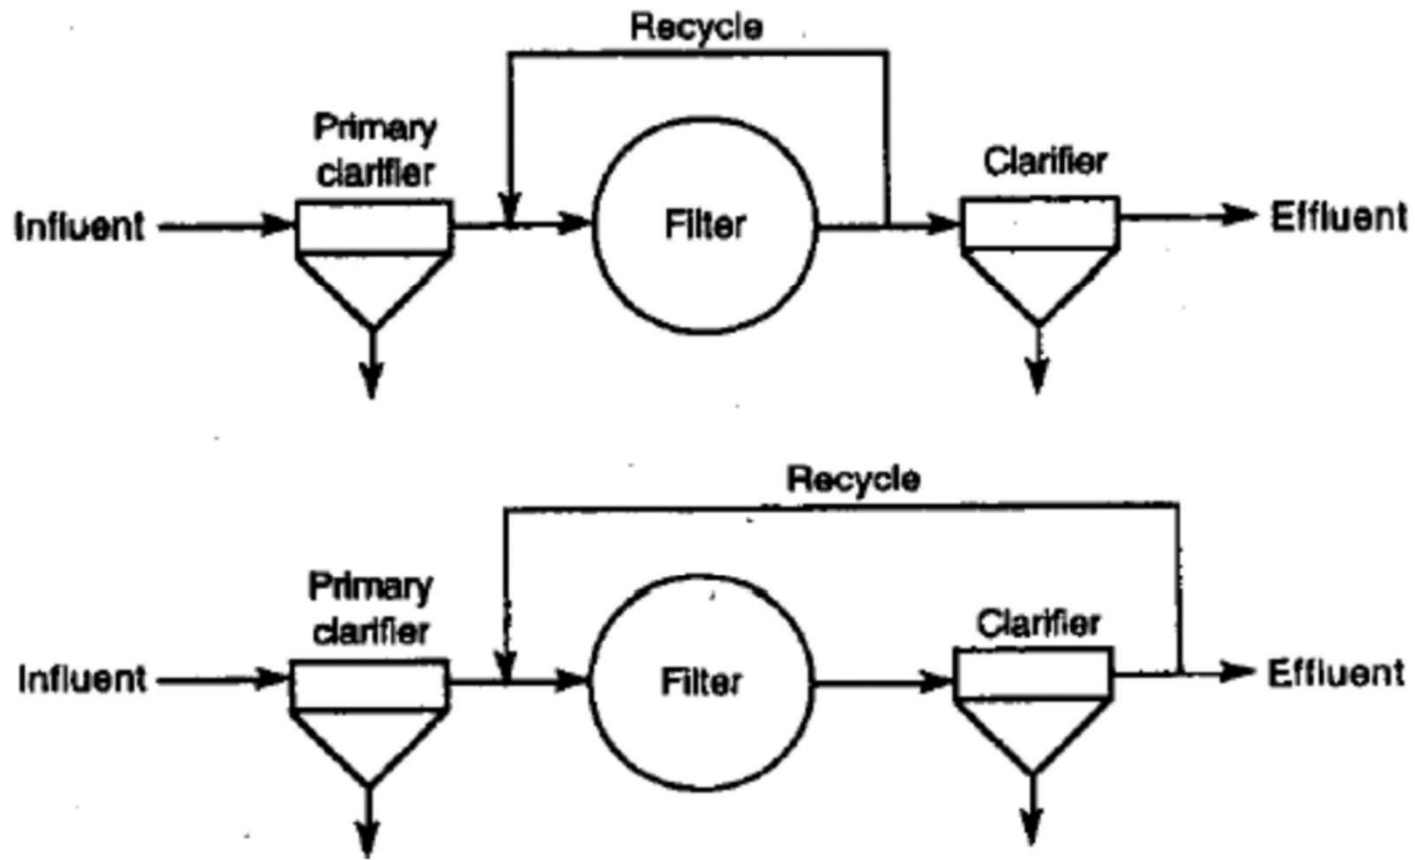 Recycle
Primary
clarifier
Clarifier
Influent
Filter
Effluent
Recycle
Primary
clarifier
Clarifier
Influent
Filter
Effluent